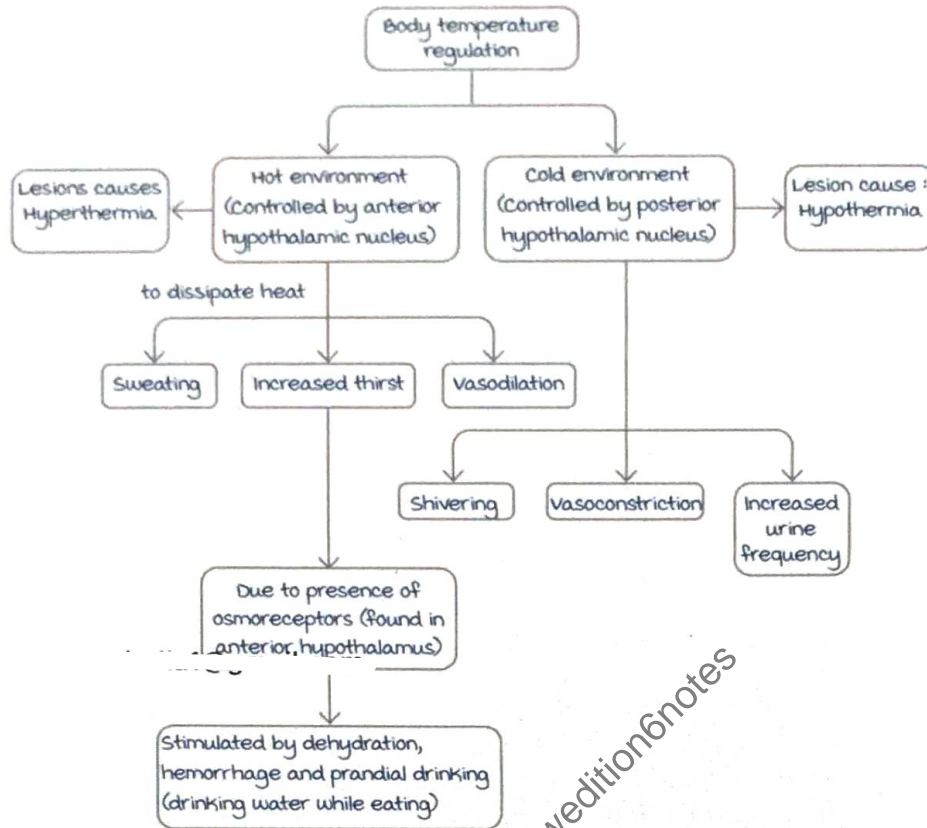 Body temperature
regulation
Lesions causes
Hyperthermia
Hot environment
(Controlled by anterior
hypothalamic nucleus)
Cold environment
(Controlled by posterior
hypothalamic nucleus)
Lesion cause :
Hypothermia
to dissipate heat
Sweating
Increased thirst
Vasodilation
Shivering
Vasoconstriction
Increased
urine
frequency
Due to presence of
osmoreceptors (found in
anterior hypothalamus)
Stimulated by dehydration,
hemorrhage and prandial drinking
(drinking water while eating)
weedition6notes